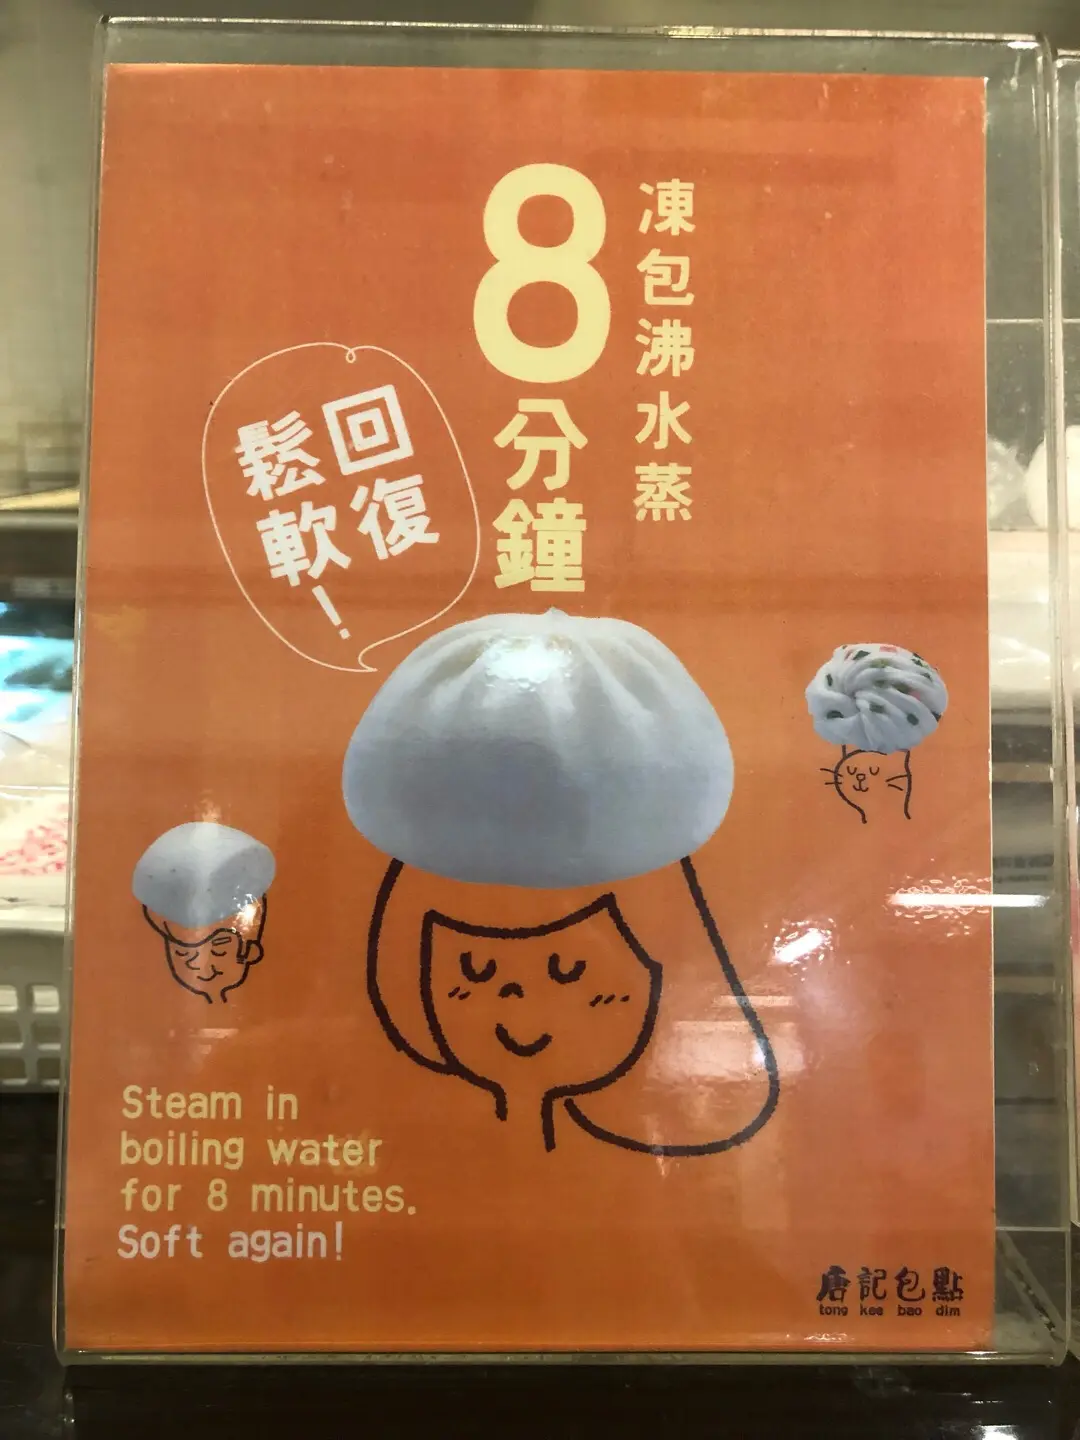 凍包沸水蒸
8分鐘
回復
鬆軟！
Steam in
boiling water
for 8 minutes.
Soft again!
唐記包點
tong kee bao dim